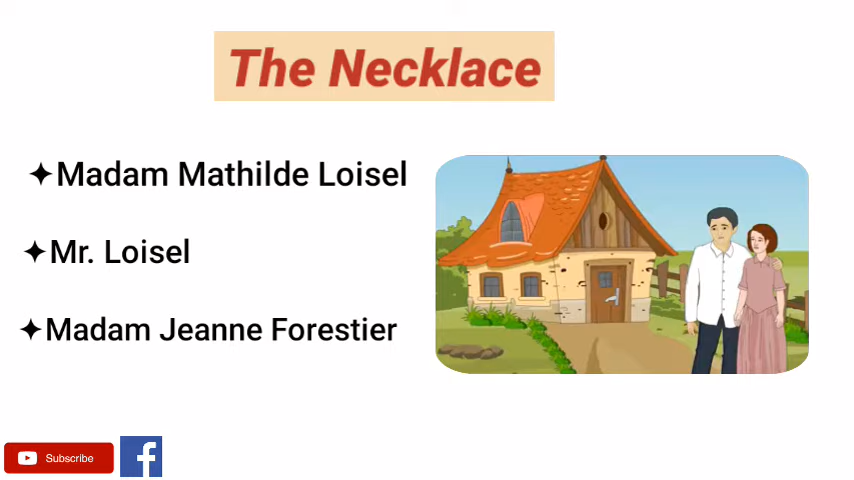 The Necklace
✦Madam Mathilde Loisel
✦Mr. Loisel
✦Madam Jeanne Forestier
Subscribe